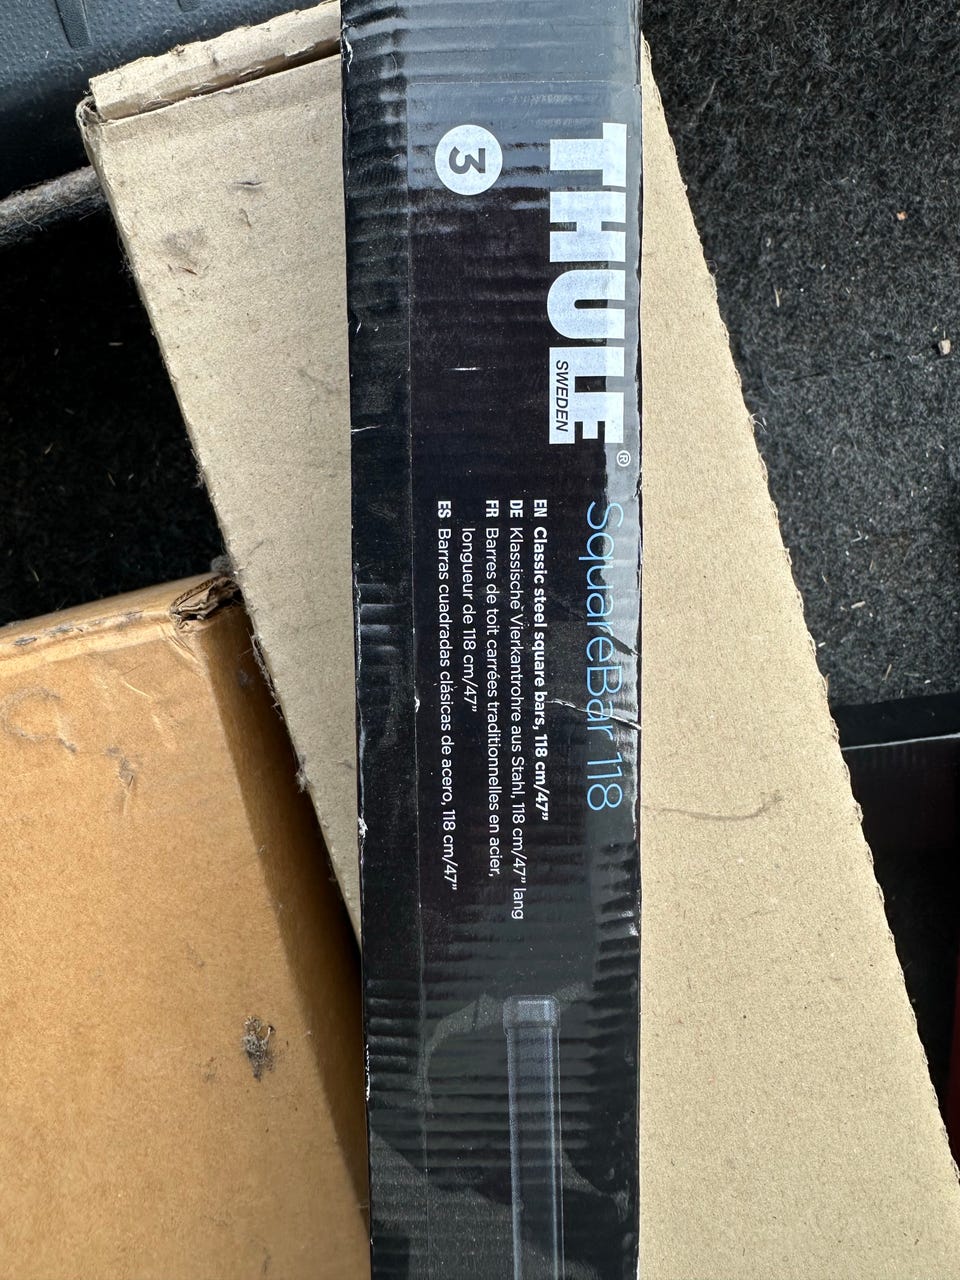 THULE®
SWEDEN
3
SquareBar 118
EN Classic steel square bars, 118 cm/47”
DE Klassische Vierkantrohre aus Stahl, 118 cm/47” lang
FR Barres de toit carrées traditionnelles en acier,
longueur de 118 cm/47”
ES Barras cuadradas clásicas de acero, 118 cm/47”